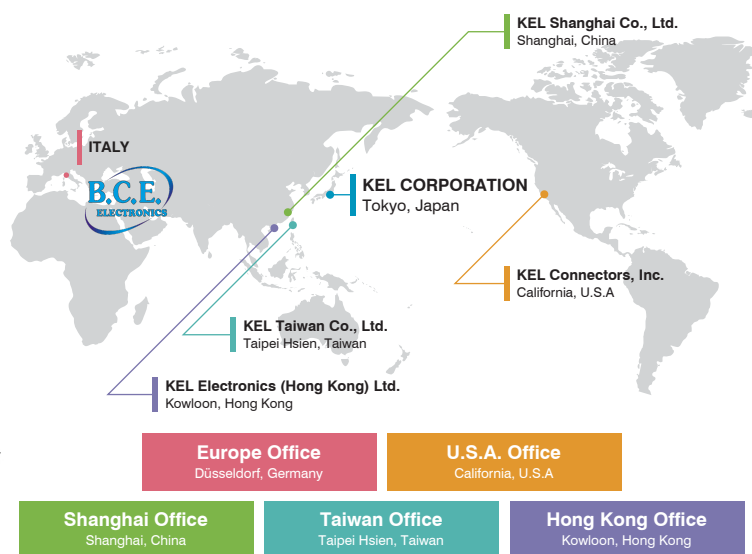 KEL Shanghai Co., Ltd.
Shanghai, China
ITALY
B.C.E.
ELECTRONICS
KEL CORPORATION
Tokyo, Japan
KEL Connectors, Inc.
California, U.S.A
KEL Taiwan Co., Ltd.
Taipei Hsien, Taiwan
KEL Electronics (Hong Kong) Ltd.
Kowloon, Hong Kong
Europe Office
Düsseldorf, Germany
U.S.A. Office
California, U.S.A
Shanghai Office
Shanghai, China
Taiwan Office
Taipei Hsien, Taiwan
Hong Kong Office
Kowloon, Hong Kong